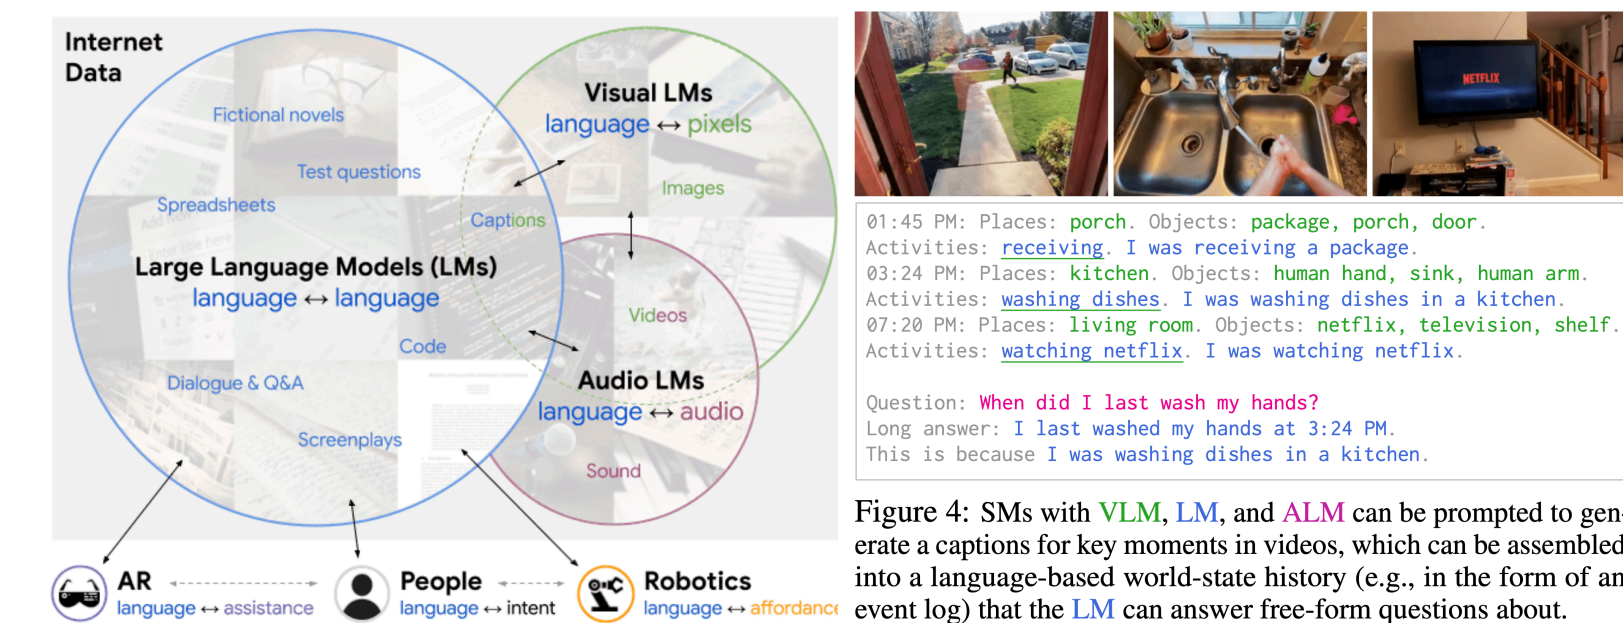 Internet
Data
Fictional novels
Test questions
Spreadsheets
Large Language Models (LMs)
language ↔ language
Code
Dialogue & Q&A
Screenplays
Captions
Visual LMs
language ↔ pixels
Images
Videos
Audio LMs
language ↔ audio
Sound
AR
language ↔ assistance
People
language ↔ intent
Robotics
language ↔ affordance
NETFLIX
01:45 PM: Places: porch. Objects: package, porch, door.
Activities: receiving. I was receiving a package.
03:24 PM: Places: kitchen. Objects: human hand, sink, human arm.
Activities: washing dishes. I was washing dishes in a kitchen.
07:20 PM: Places: living room. Objects: netflix, television, shelf.
Activities: watching netflix. I was watching netflix.
Question: When did I last wash my hands?
Long answer: I last washed my hands at 3:24 PM.
This is because I was washing dishes in a kitchen.
Figure 4: SMs with VLM, LM, and ALM can be prompted to gen-
erate a captions for key moments in videos, which can be assembled
into a language-based world-state history (e.g., in the form of an
event log) that the LM can answer free-form questions about.